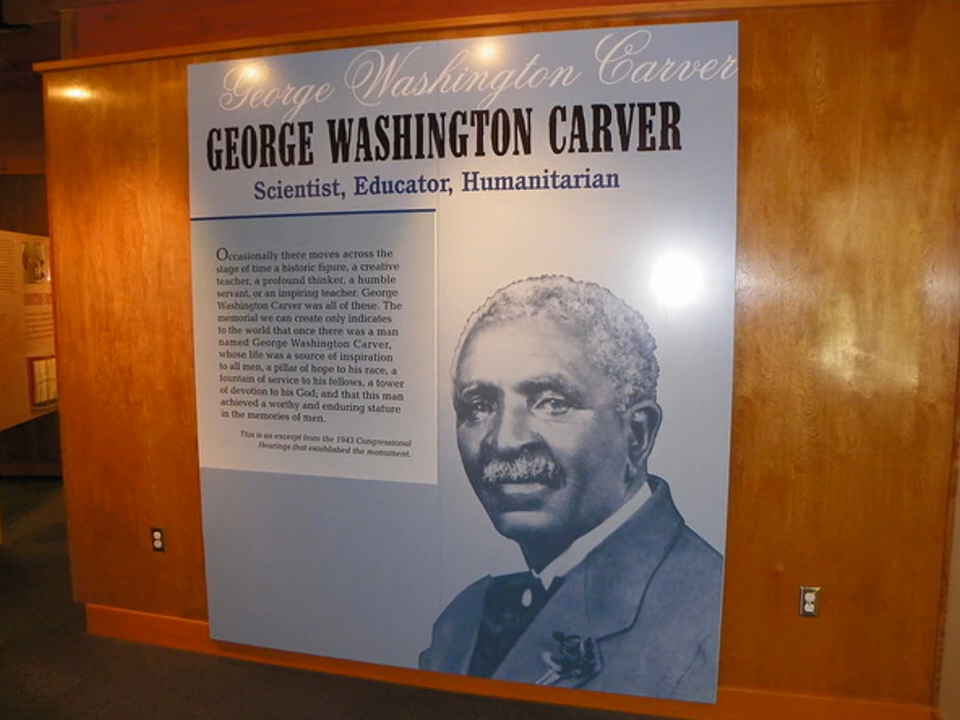 George Washington Carver
GEORGE WASHINGTON CARVER
Scientist, Educator, Humanitarian
Occasionally there moves across the
stage of time a historic figure, a creative
teacher, a profound thinker, a humble
servant, or an inspiring teacher. George
Washington Carver was all of these. The
memorial we can create only indicates
to the world that once there was a man
named George Washington Carver,
whose life was a source of inspiration
to all men, a pillar of hope to his race, a
fountain of service to his fellows, a tower
of devotion to his God; and that this man
achieved a worthy and enduring stature
in the memories of men.
This is an excerpt from the 1943 Congressional
Hearings that established the monument.